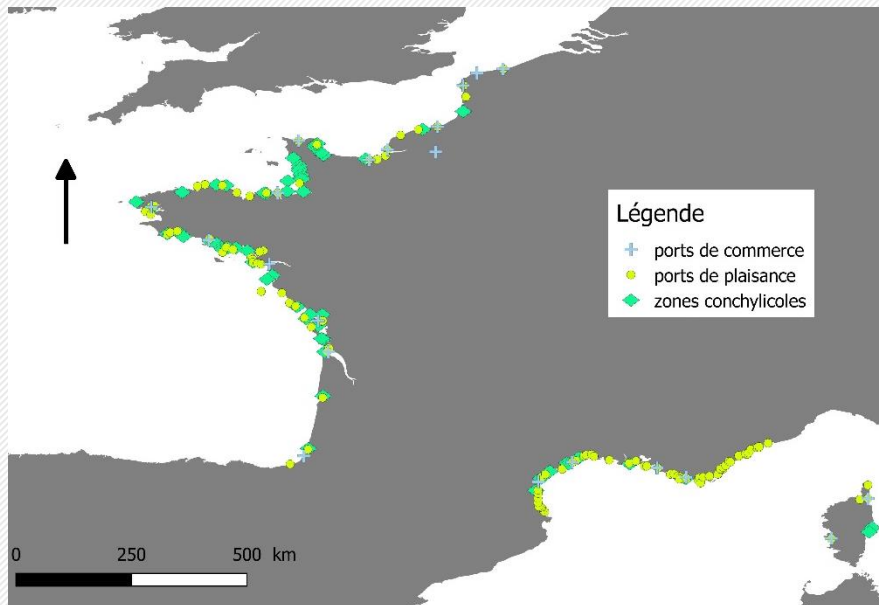 Légende
ports de commerce
ports de plaisance
zones conchylicoles
0 250 500 km